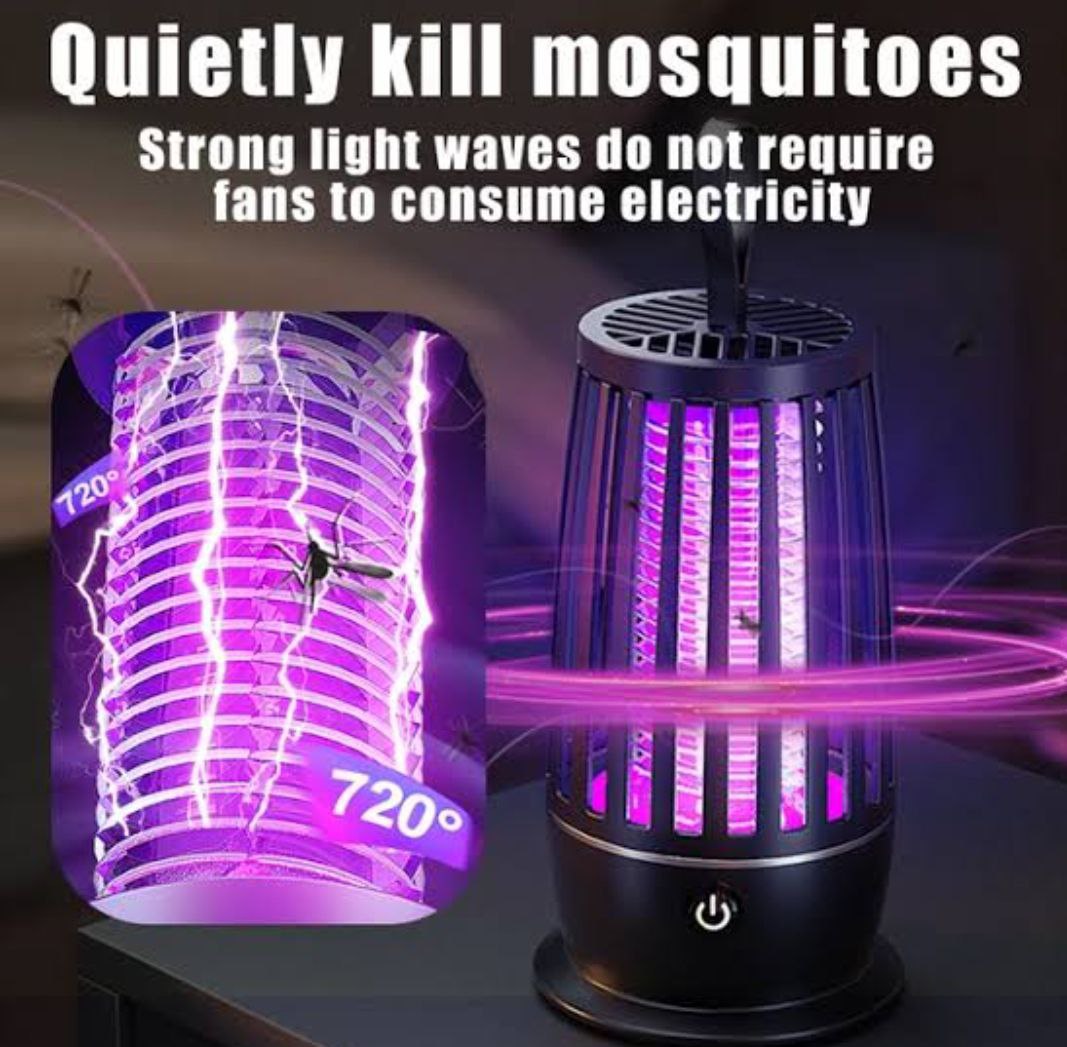 Quietly kill mosquitoes
Strong light waves do not require
fans to consume electricity
720°
720°